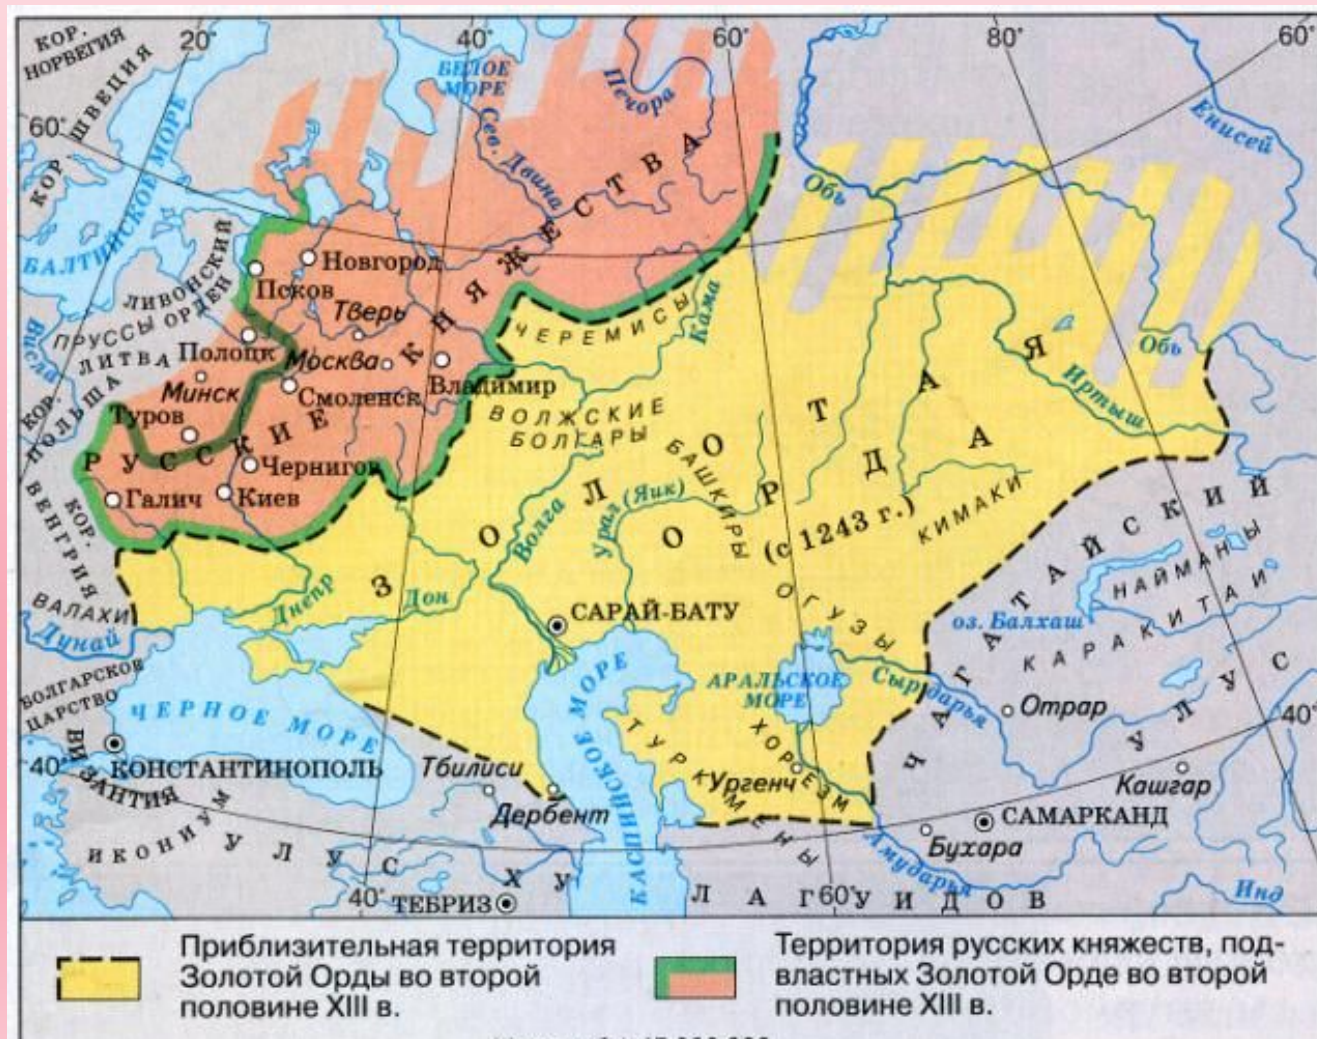 КОР. НОРВЕГИЯ
КОР. ШВЕЦИЯ
20°
40°
60°
80°
60°
60°
БЕЛОЕ МОРЕ
Печора
Сев. Двина
Енисей
Обь
БАЛТИЙСКОЕ МОРЕ
РУССКИЕ КНЯЖЕСТВА
Новгород
Псков
ЛИВОНСКИЙ ОРДЕН
Тверь
ПРУССЫ
ЛИТВА
Висла
Полоцк
Москва
Минск
Смоленск
Владимир
Кама
ЧЕРЕМИСЫ
Обь
Иртыш
КОР. ПОЛЬША
Туров
Чернигов
Галич
Киев
ВОЛЖСКИЕ БОЛГАРЫ
БАШКИРЫ
ЗОЛОТАЯ ОРДА
(с 1243 г.)
КИМАКИ
КОР. ВЕНГРИЯ
Волга
Урал (Яик)
ЧАГАТАЙСКИЙ УЛУС
НАЙМАНЫ
КАРАКИТАИ
оз. Балхаш
ВАЛАХИ
Дунай
Днепр
Дон
САРАЙ-БАТУ
ОГУЗЫ
БОЛГАРСКОЕ ЦАРСТВО
ЧЕРНОЕ МОРЕ
КАСПИЙСКОЕ МОРЕ
АРАЛЬСКОЕ МОРЕ
Сырдарья
Отрар
40°
ВИЗАНТИЯ
КОНСТАНТИНОПОЛЬ
40°
Тбилиси
Дербент
ТУРКМЕНЫ
ХОРЕЗМ
Ургенч
Кашгар
САМАРКАНД
Бухара
Амударья
ИКОНИУМ
УЛУС ХУЛАГУИДОВ
40°
ТЕБРИЗ
60°
Инд
Приблизительная территория
Золотой Орды во второй
половине XIII в.
Территория русских княжеств, под-
властных Золотой Орде во второй
половине XIII в.